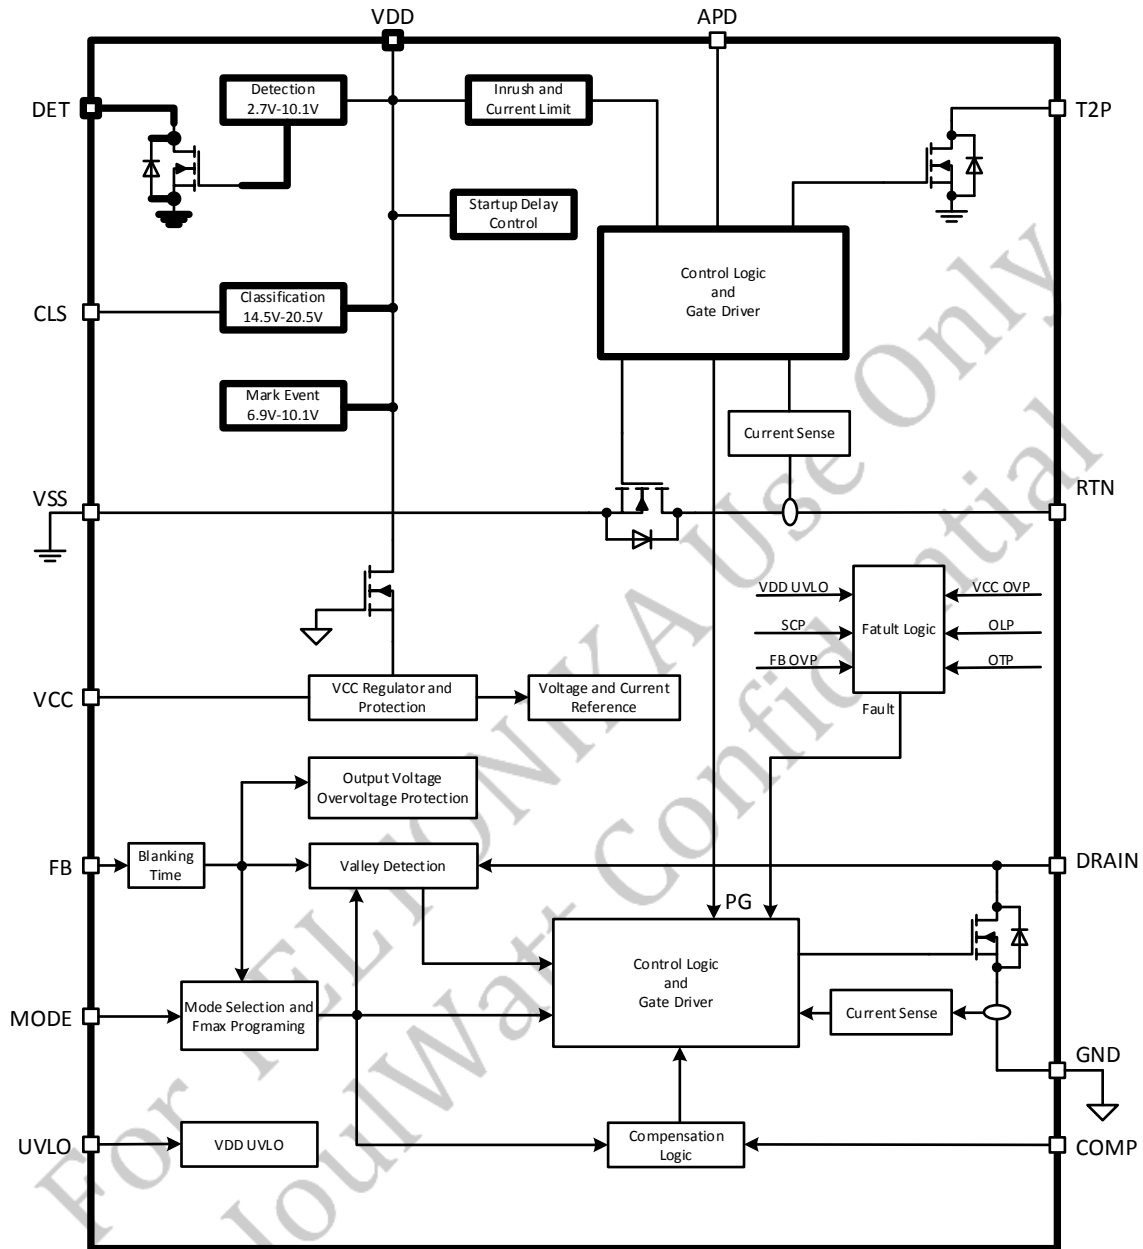 VDD
APD
DET
Detection
2.7V-10.1V
Inrush and
Current Limit
T2P
Startup Delay
Control
Control Logic
and
Gate Driver
CLS
Classification
14.5V-20.5V
Mark Event
6.9V-10.1V
Current Sense
VSS
RTN
VDD UVLO
VCC OVP
SCP
Fatult Logic
OLP
FB OVP
OTP
VCC
VCC Regulator and
Protection
Voltage and Current
Reference
Fault
Output Voltage
Overvoltage Protection
FB
Blanking
Time
Valley Detection
DRAIN
PG
Control Logic
and
Gate Driver
MODE
Mode Selection and
Fmax Programing
Current Sense
GND
UVLO
VDD UVLO
Compensation
Logic
COMP
For TELTONIKA Use Only
JoulWatt Confidential